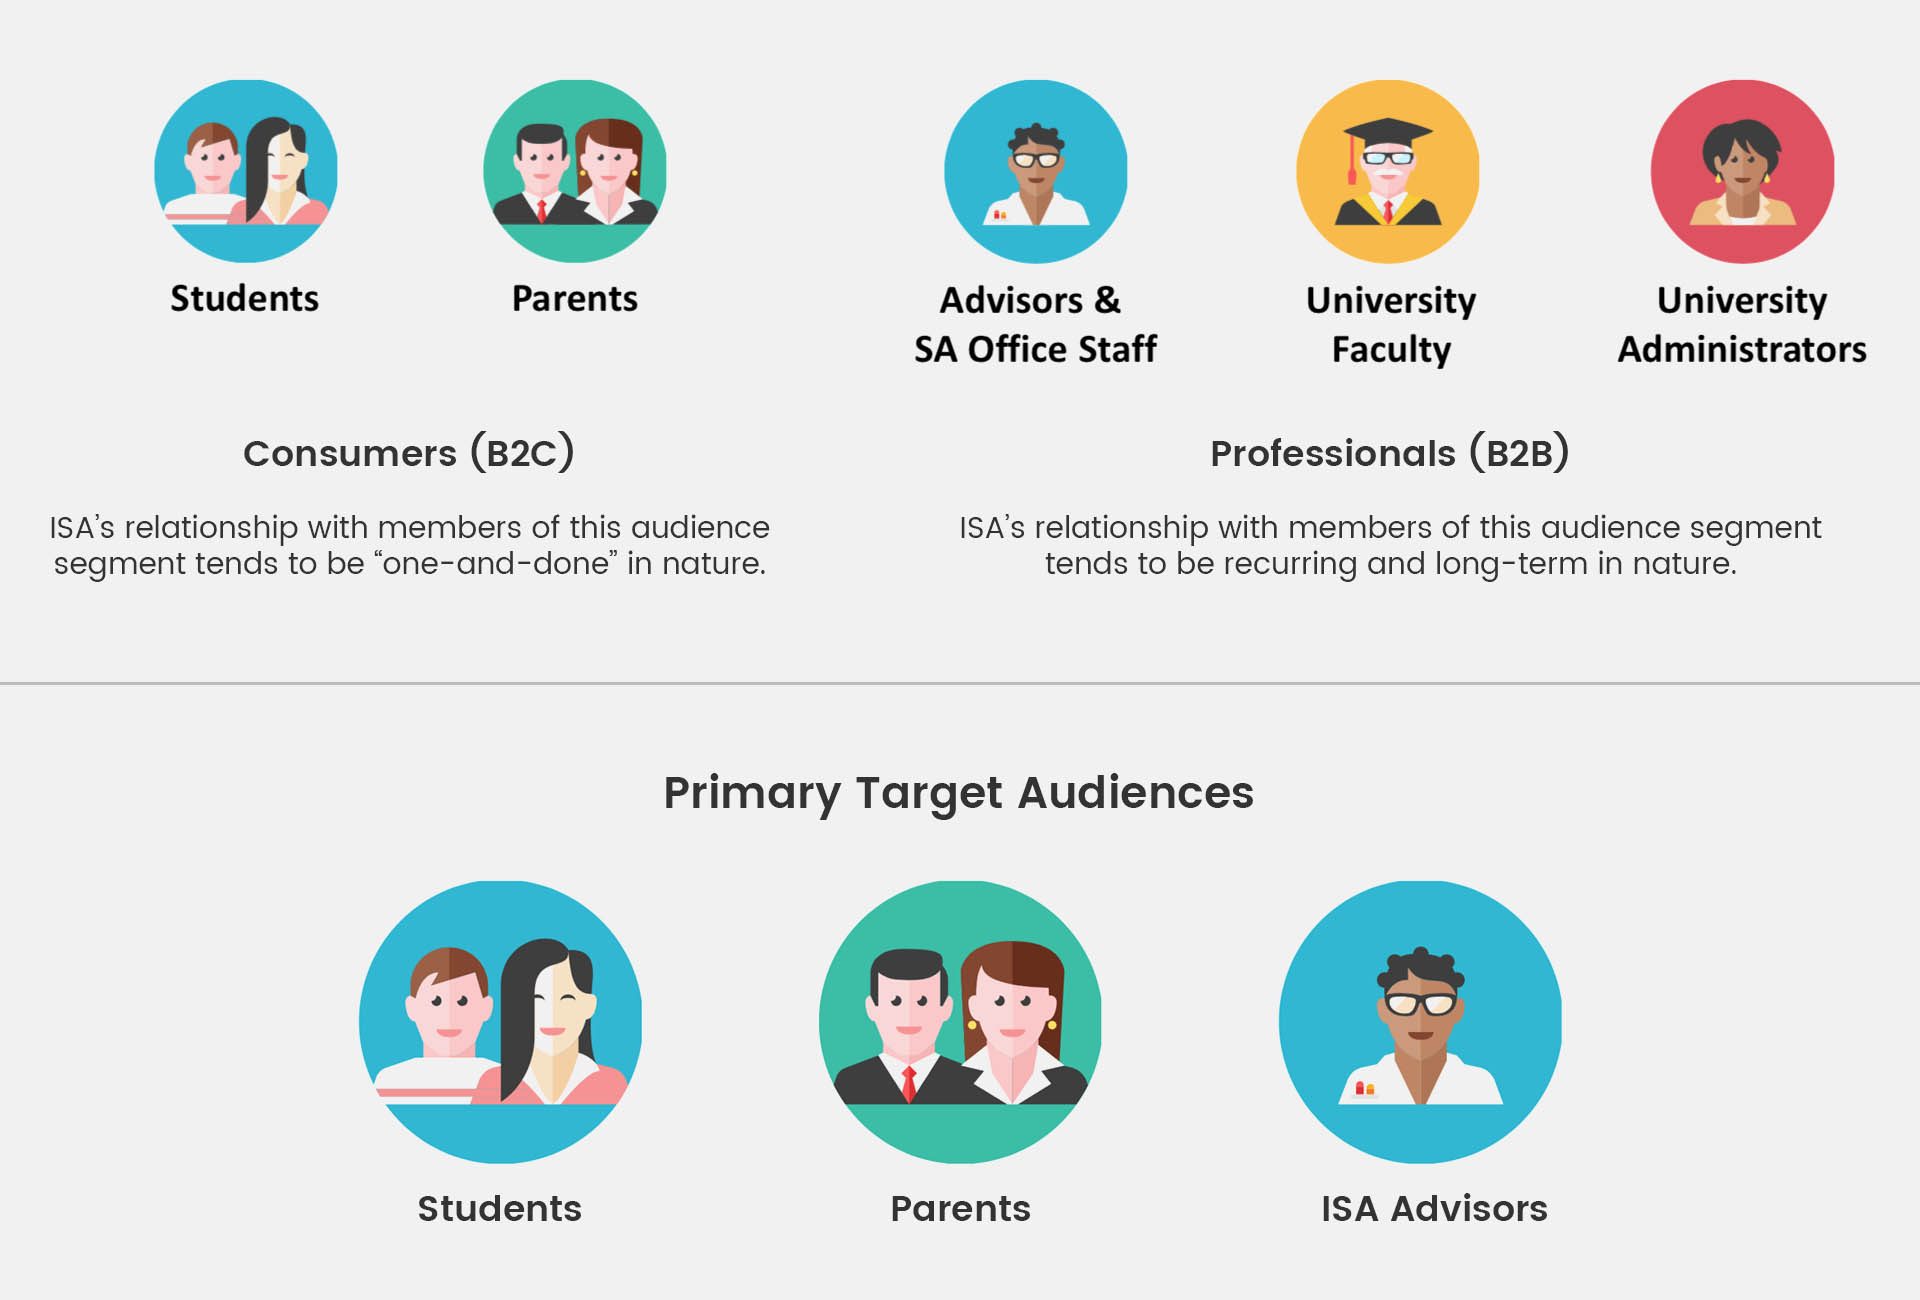 Students
Parents
Advisors &
SA Office Staff
University
Faculty
University
Administrators
Consumers (B2C)
ISA’s relationship with members of this audience
segment tends to be “one-and-done” in nature.
Professionals (B2B)
ISA’s relationship with members of this audience segment
tends to be recurring and long-term in nature.
Primary Target Audiences
Students
Parents
ISA Advisors